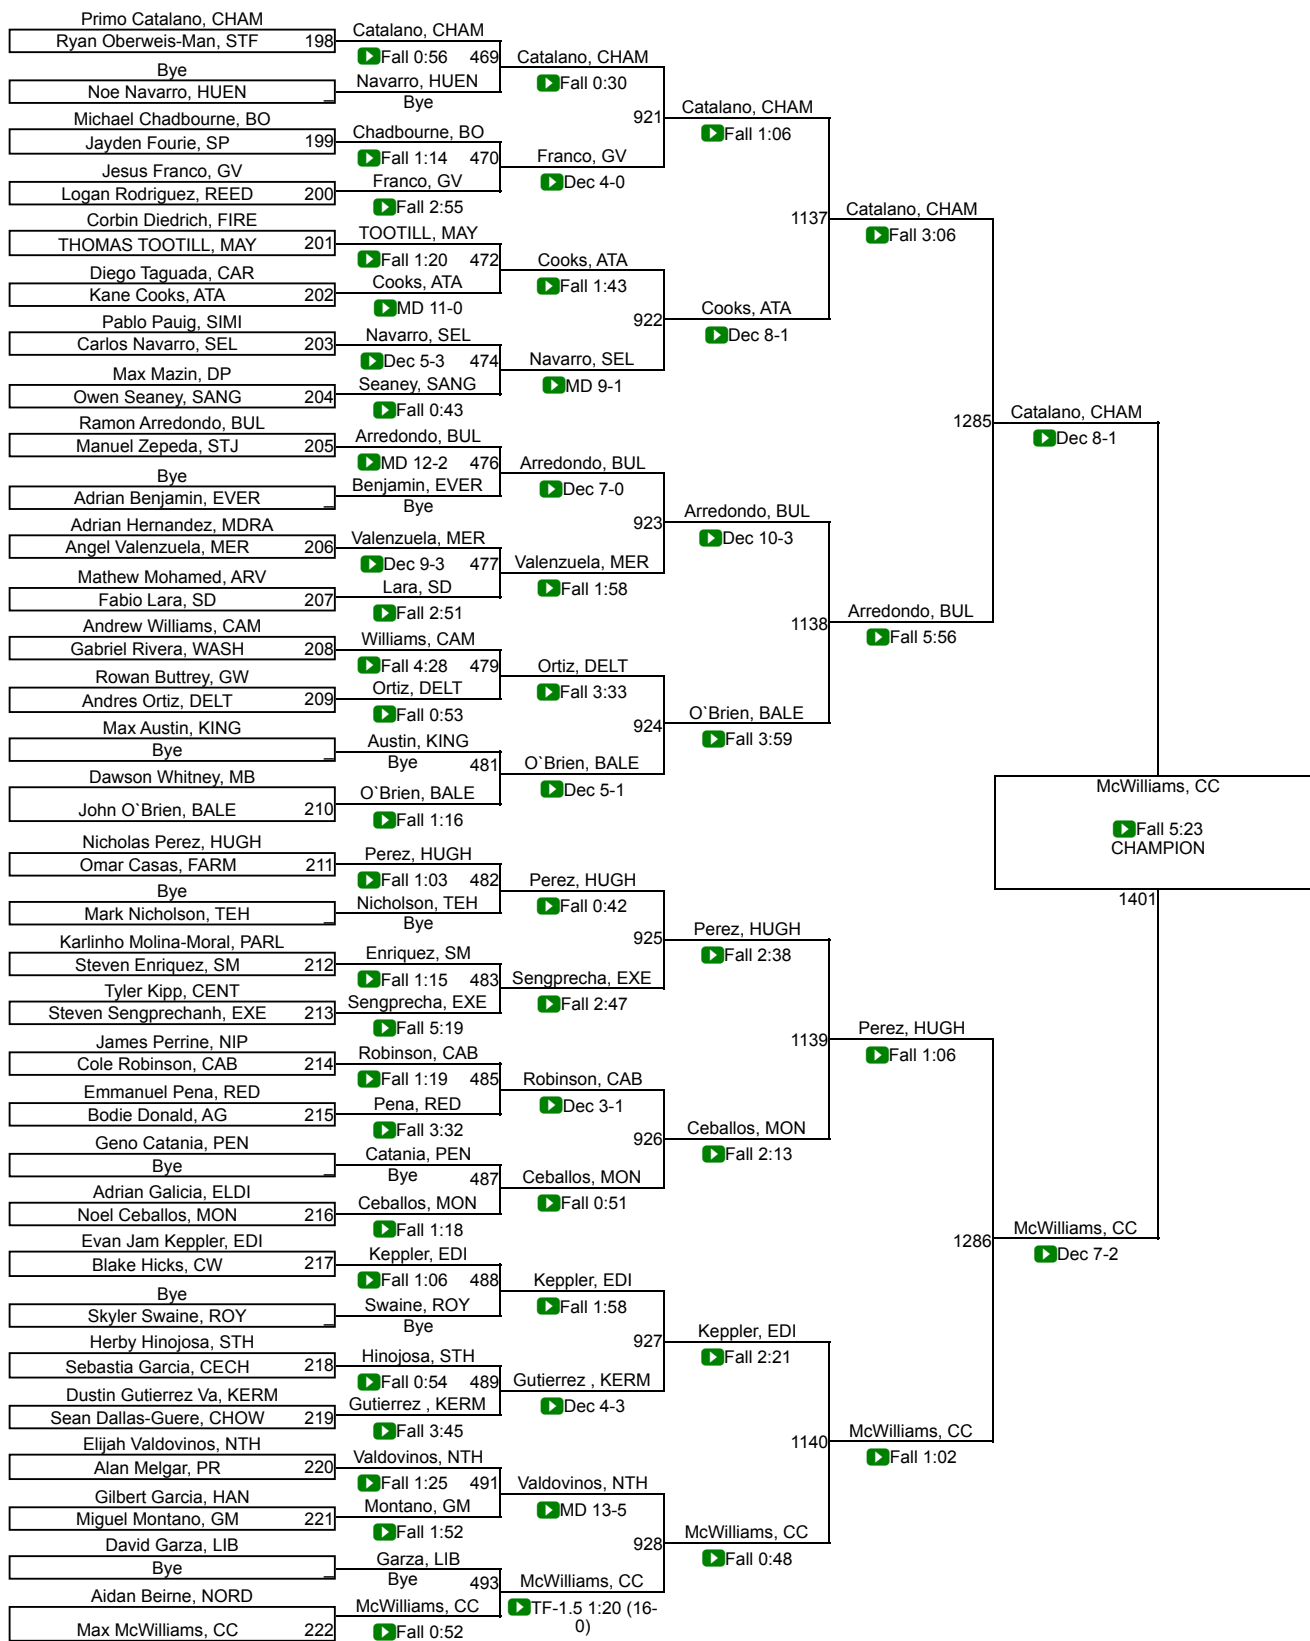 Primo Catalano, CHAM
Ryan Oberweis-Man, STF 198
Bye
Noe Navarro, HUEN _
Michael Chadbourne, BO
Jayden Fourie, SP 199
Jesus Franco, GV
Logan Rodriguez, REED 200
Corbin Diedrich, FIRE
THOMAS TOOTILL, MAY 201
Diego Taguada, CAR
Kane Cooks, ATA 202
Pablo Pauig, SIMI
Carlos Navarro, SEL 203
Max Mazin, DP
Owen Seaney, SANG 204
Ramon Arredondo, BUL
Manuel Zepeda, STJ 205
Bye
Adrian Benjamin, EVER _
Adrian Hernandez, MDRA
Angel Valenzuela, MER 206
Mathew Mohamed, ARV
Fabio Lara, SD 207
Andrew Williams, CAM
Gabriel Rivera, WASH 208
Rowan Buttrey, GW
Andres Ortiz, DELT 209
Max Austin, KING
Bye _
Dawson Whitney, MB
John O`Brien, BALE 210
Nicholas Perez, HUGH
Omar Casas, FARM 211
Bye
Mark Nicholson, TEH _
Karlinho Molina-Moral, PARL
Steven Enriquez, SM 212
Tyler Kipp, CENT
Steven Sengprechanh, EXE 213
James Perrine, NIP
Cole Robinson, CAB 214
Emmanuel Pena, RED
Bodie Donald, AG 215
Geno Catania, PEN
Bye _
Adrian Galicia, ELDI
Noel Ceballos, MON 216
Evan Jam Keppler, EDI
Blake Hicks, CW 217
Bye
Skyler Swaine, ROY _
Herby Hinojosa, STH
Sebastia Garcia, CECH 218
Dustin Gutierrez Va, KERM
Sean Dallas-Guere, CHOW 219
Elijah Valdovinos, NTH
Alan Melgar, PR 220
Gilbert Garcia, HAN
Miguel Montano, GM 221
David Garza, LIB
Bye _
Aidan Beirne, NORD
Max McWilliams, CC 222
Catalano, CHAM
Fall 0:56 469
Navarro, HUEN
Bye
Chadbourne, BO
Fall 1:14 470
Franco, GV
Fall 2:55
TOOTILL, MAY
Fall 1:20 472
Cooks, ATA
MD 11-0
Navarro, SEL
Dec 5-3 474
Seaney, SANG
Fall 0:43
Arredondo, BUL
MD 12-2 476
Benjamin, EVER
Bye
Valenzuela, MER
Dec 9-3 477
Lara, SD
Fall 2:51
Williams, CAM
Fall 4:28 479
Ortiz, DELT
Fall 0:53
Austin, KING
Bye 481
O`Brien, BALE
Fall 1:16
Perez, HUGH
Fall 1:03 482
Nicholson, TEH
Bye
Enriquez, SM
Fall 1:15 483
Sengprecha, EXE
Fall 5:19
Robinson, CAB
Fall 1:19 485
Pena, RED
Fall 3:32
Catania, PEN
Bye 487
Ceballos, MON
Fall 1:18
Keppler, EDI
Fall 1:06 488
Swaine, ROY
Bye
Hinojosa, STH
Fall 0:54 489
Gutierrez , KERM
Fall 3:45
Valdovinos, NTH
Fall 1:25 491
Montano, GM
Fall 1:52
Garza, LIB
Bye 493
McWilliams, CC
Fall 0:52
Catalano, CHAM
Fall 0:30
921
Franco, GV
Dec 4-0
Cooks, ATA
Fall 1:43
922
Navarro, SEL
MD 9-1
Arredondo, BUL
Dec 7-0
923
Valenzuela, MER
Fall 1:58
Ortiz, DELT
Fall 3:33
924
O`Brien, BALE
Dec 5-1
Perez, HUGH
Fall 0:42
925
Sengprecha, EXE
Fall 2:47
Robinson, CAB
Dec 3-1
926
Ceballos, MON
Fall 0:51
Keppler, EDI
Fall 1:58
927
Gutierrez , KERM
Dec 4-3
Valdovinos, NTH
MD 13-5
928
McWilliams, CC
TF-1.5 1:20 (16-
0)
Catalano, CHAM
Fall 1:06
1137
Cooks, ATA
Dec 8-1
Arredondo, BUL
Dec 10-3
1138
O`Brien, BALE
Fall 3:59
Perez, HUGH
Fall 2:38
1139
Ceballos, MON
Fall 2:13
Keppler, EDI
Fall 2:21
1140
McWilliams, CC
Fall 0:48
Catalano, CHAM
Fall 3:06
1285
Arredondo, BUL
Fall 5:56
Perez, HUGH
Fall 1:06
1286
McWilliams, CC
Fall 1:02
Catalano, CHAM
Dec 8-1
McWilliams, CC
Fall 5:23
CHAMPION
1401
McWilliams, CC
Dec 7-2